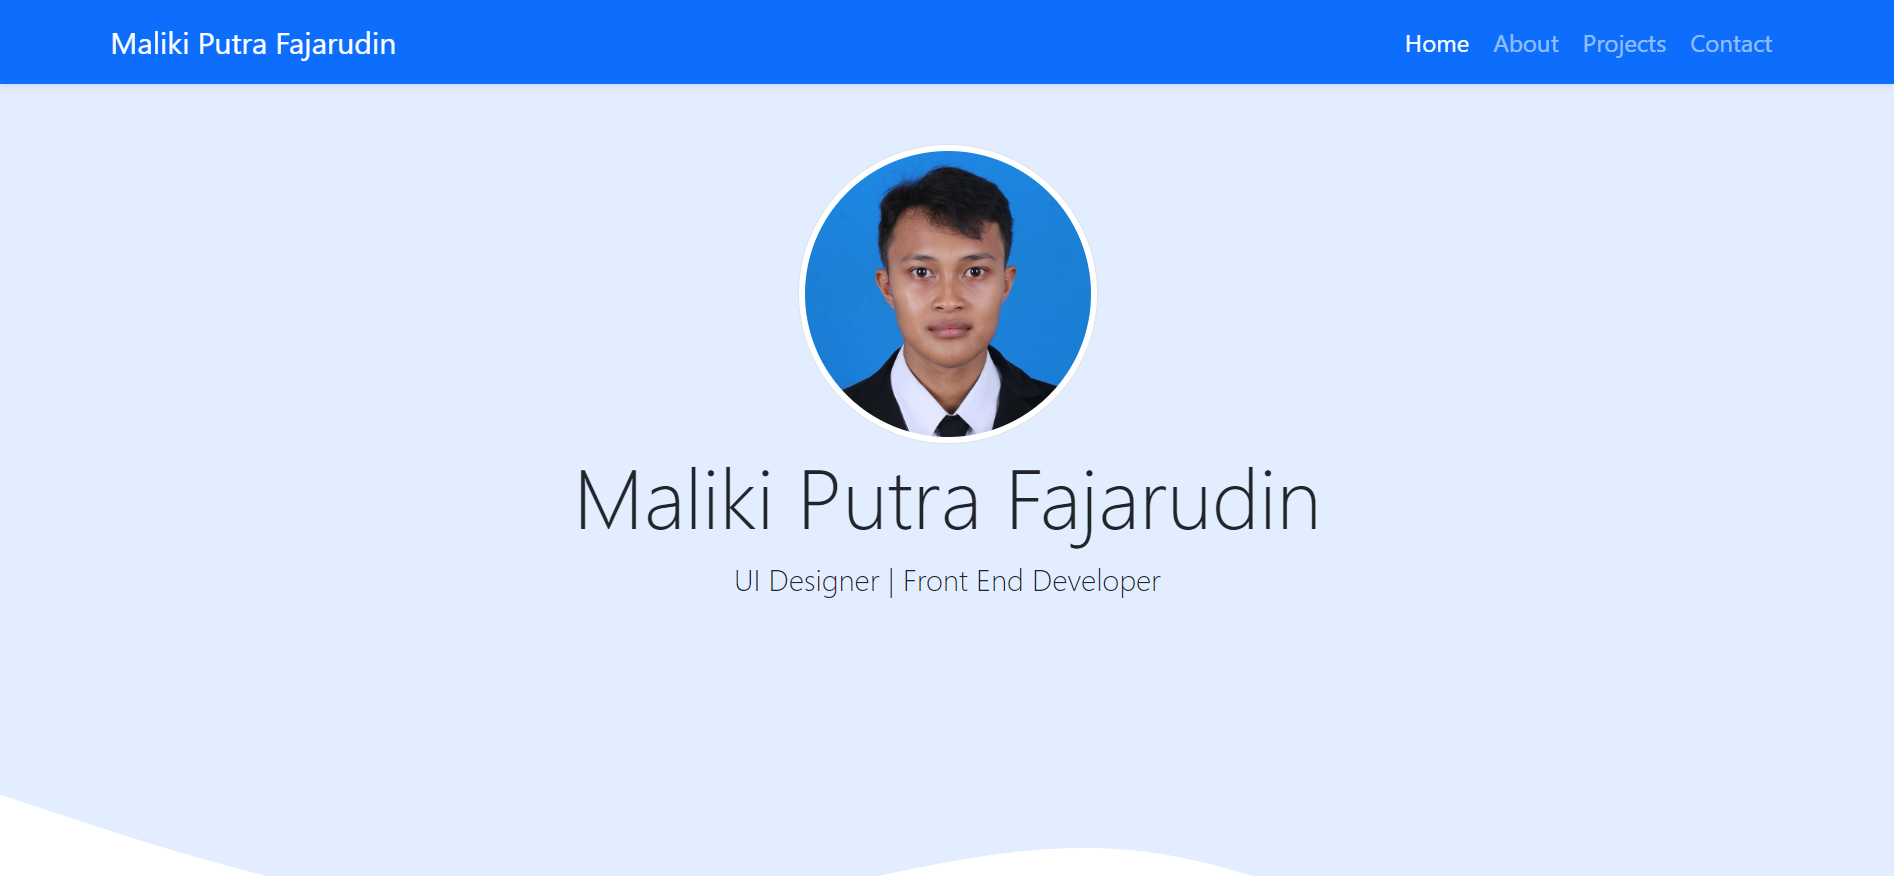 Maliki Putra Fajarudin
Home About Projects Contact
Maliki Putra Fajarudin
UI Designer | Front End Developer